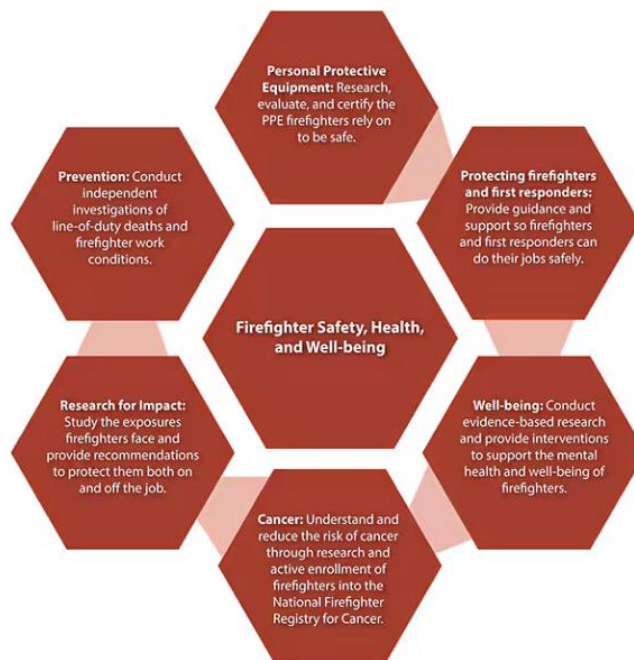 Personal Protective
Equipment: Research,
evaluate, and certify the
PPE firefighters rely on
to be safe.
Prevention: Conduct
independent
investigations of
line-of-duty deaths and
firefighter work
conditions.
Protecting firefighters
and first responders:
Provide guidance and
support so firefighters
and first responders can
do their jobs safely.
Firefighter Safety, Health,
and Well-being
Research for Impact:
Study the exposures
firefighters face and
provide recommendations
to protect them both on
and off the job.
Well-being: Conduct
evidence-based research
and provide interventions
to support the mental
health and well-being of
firefighters.
Cancer: Understand and
reduce the risk of cancer
through research and
active enrollment of
firefighters into the
National Firefighter
Registry for Cancer.